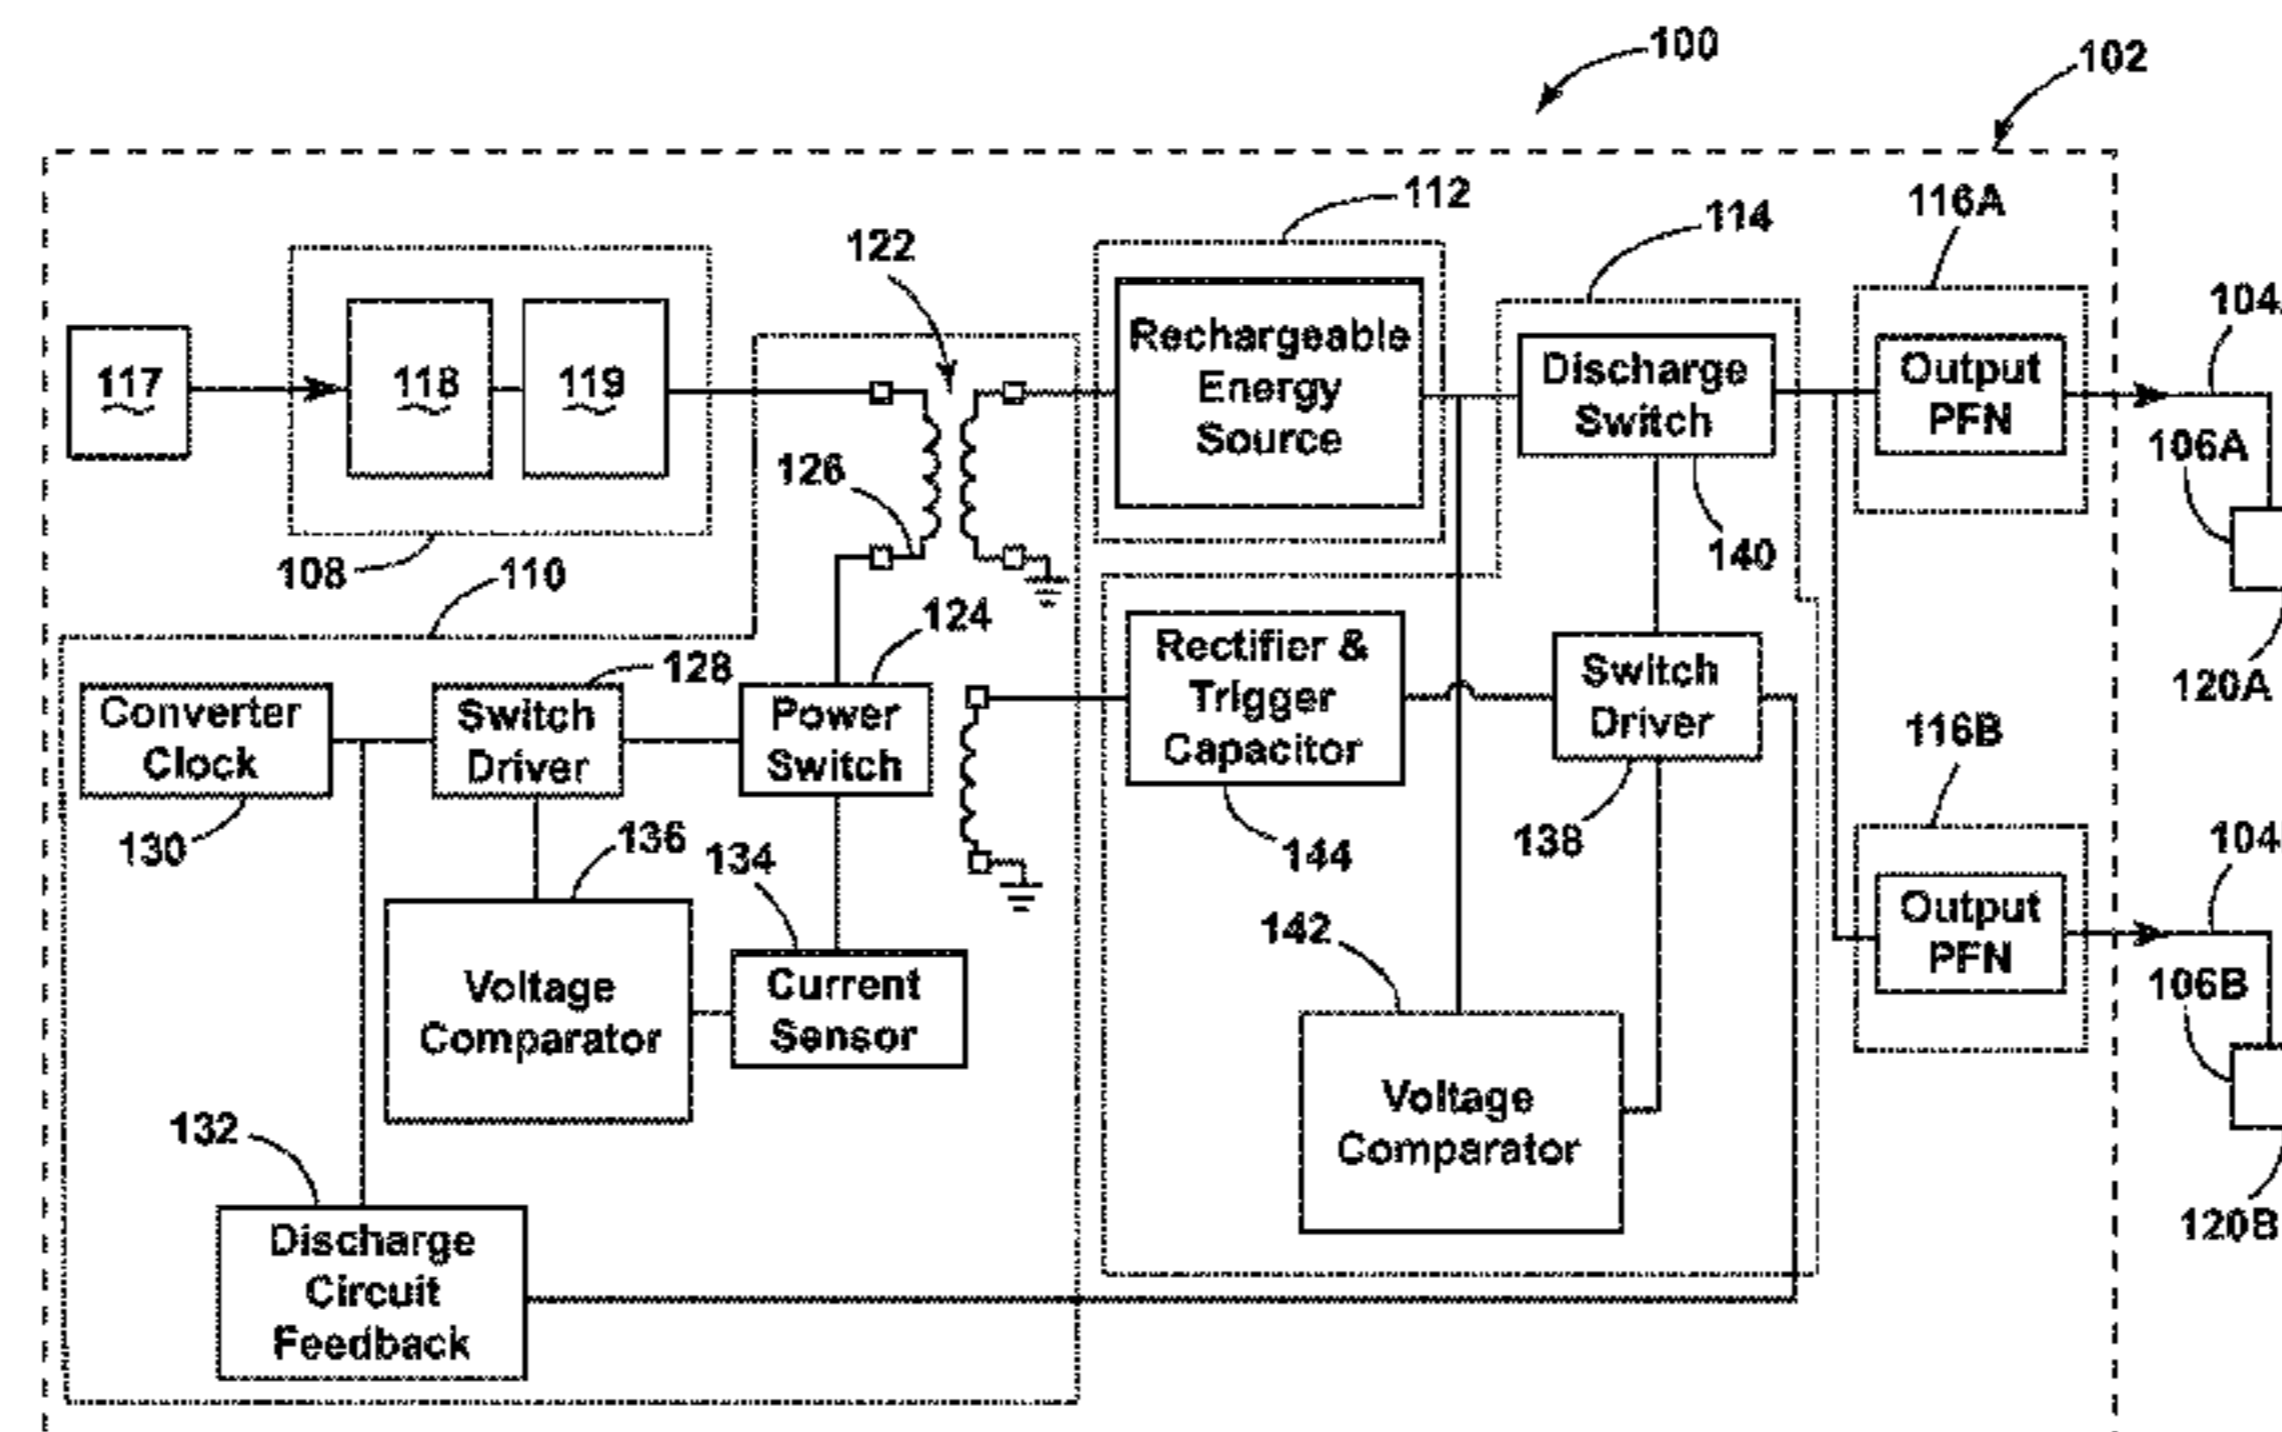 100
102
112
114
116A
122
104
117
118
119
Rechargeable
Energy
Source
Discharge
Switch
Output
PFN
106A
126
140
108
110
124
120A
Rectifier &
Trigger
Capacitor
Switch
Driver
128
Converter
Clock
Switch
Driver
Power
Switch
116B
130
136
134
144
138
104
142
Output
PFN
106B
Voltage
Comparator
Current
Sensor
132
Voltage
Comparator
120B
Discharge
Circuit
Feedback